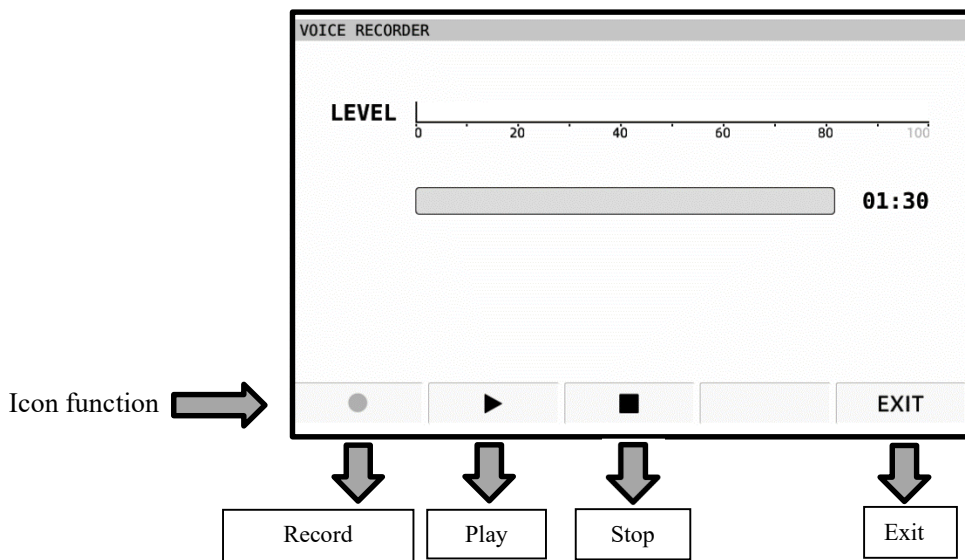 VOICE RECORDER
LEVEL
0 20 40 60 80 100
01:30
Icon function
EXIT
Record Play Stop Exit